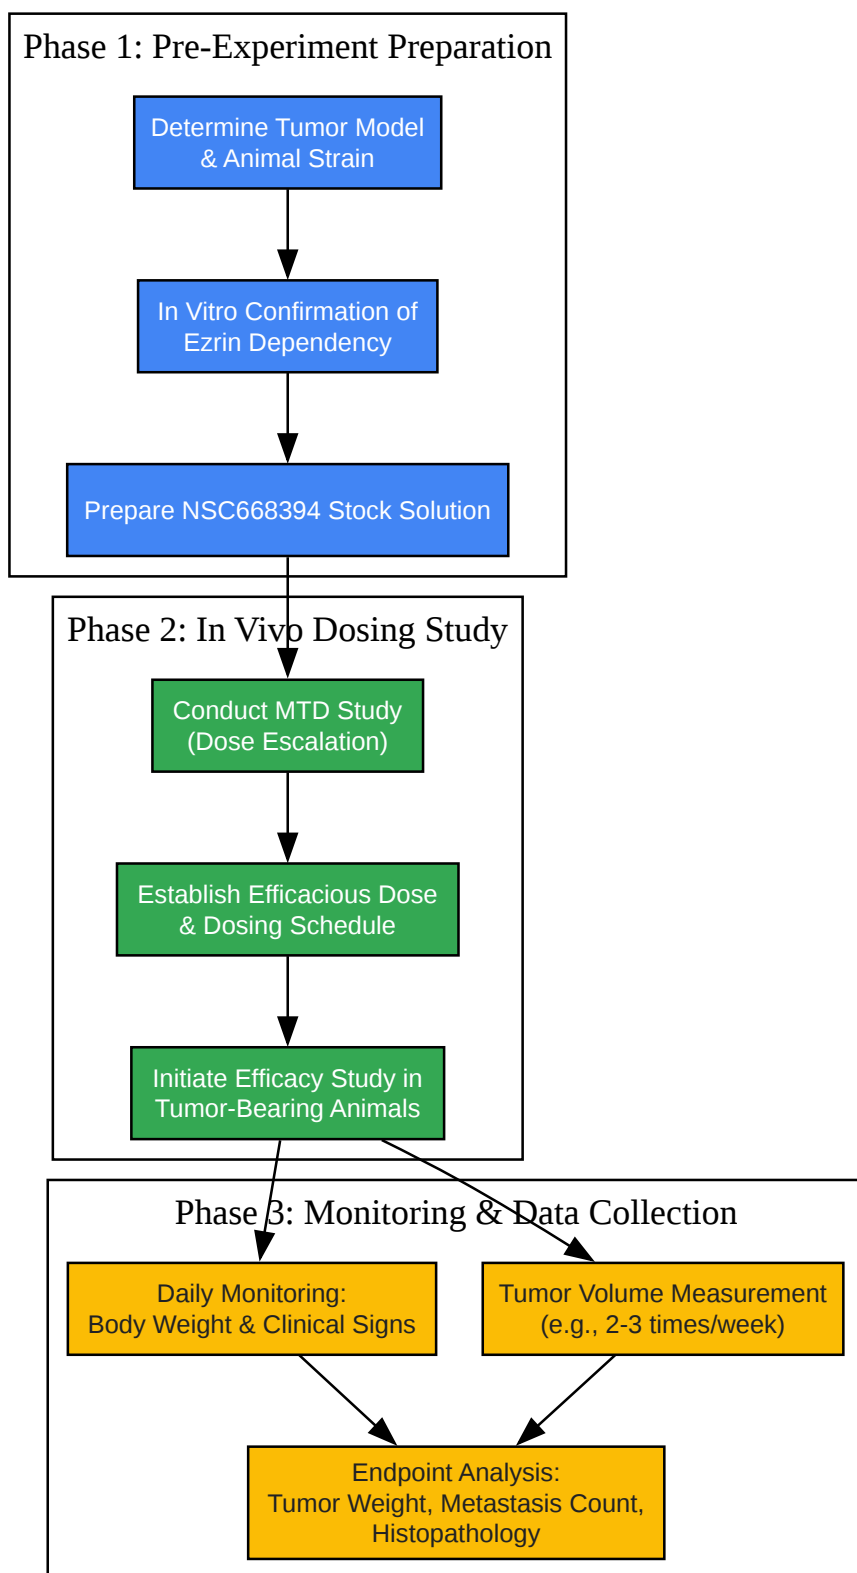 Phase 1: Pre-Experiment Preparation
Determine Tumor Model
& Animal Strain
In Vitro Confirmation of
Ezrin Dependency
Prepare NSC668394 Stock Solution
Phase 2: In Vivo Dosing Study
Conduct MTD Study
(Dose Escalation)
Establish Efficacious Dose
& Dosing Schedule
Initiate Efficacy Study in
Tumor-Bearing Animals
Phase 3: Monitoring & Data Collection
Daily Monitoring:
Body Weight & Clinical Signs
Tumor Volume Measurement
(e.g., 2-3 times/week)
Endpoint Analysis:
Tumor Weight, Metastasis Count,
Histopathology